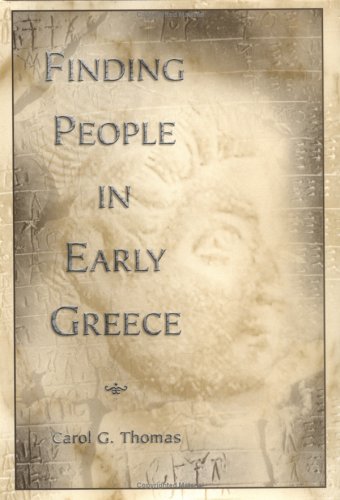 FINDING
PEOPLE
IN
EARLY
GREECE
Carol G. Thomas